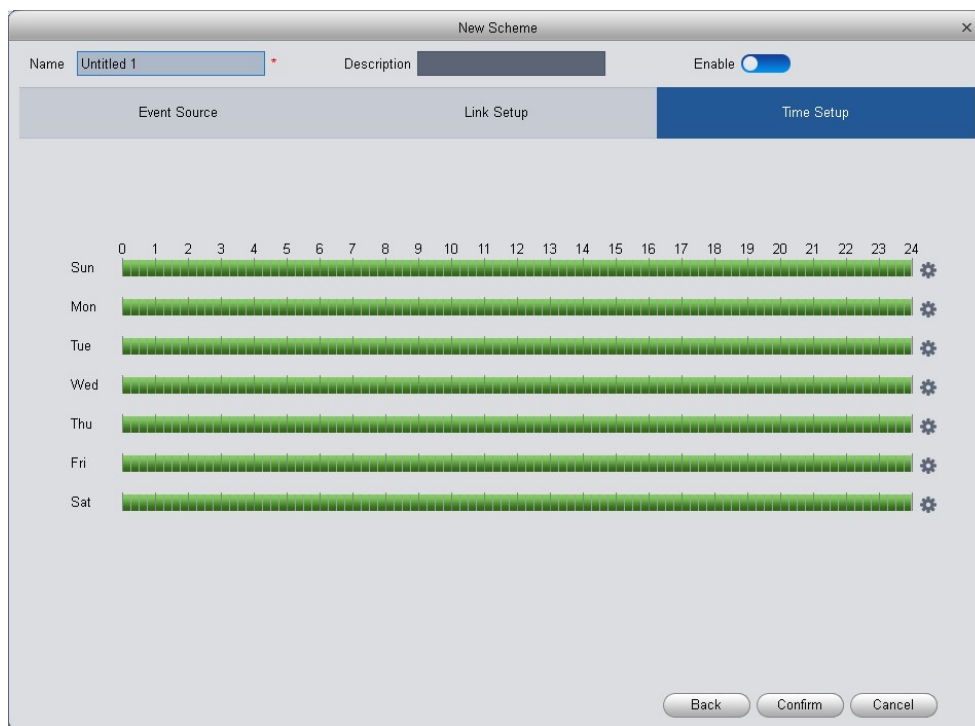 New Scheme
Name Untitled 1 * Description Enable
Event Source Link Setup Time Setup
0 1 2 3 4 5 6 7 8 9 10 11 12 13 14 15 16 17 18 19 20 21 22 23 24
Sun
Mon
Tue
Wed
Thu
Fri
Sat
Back Confirm Cancel